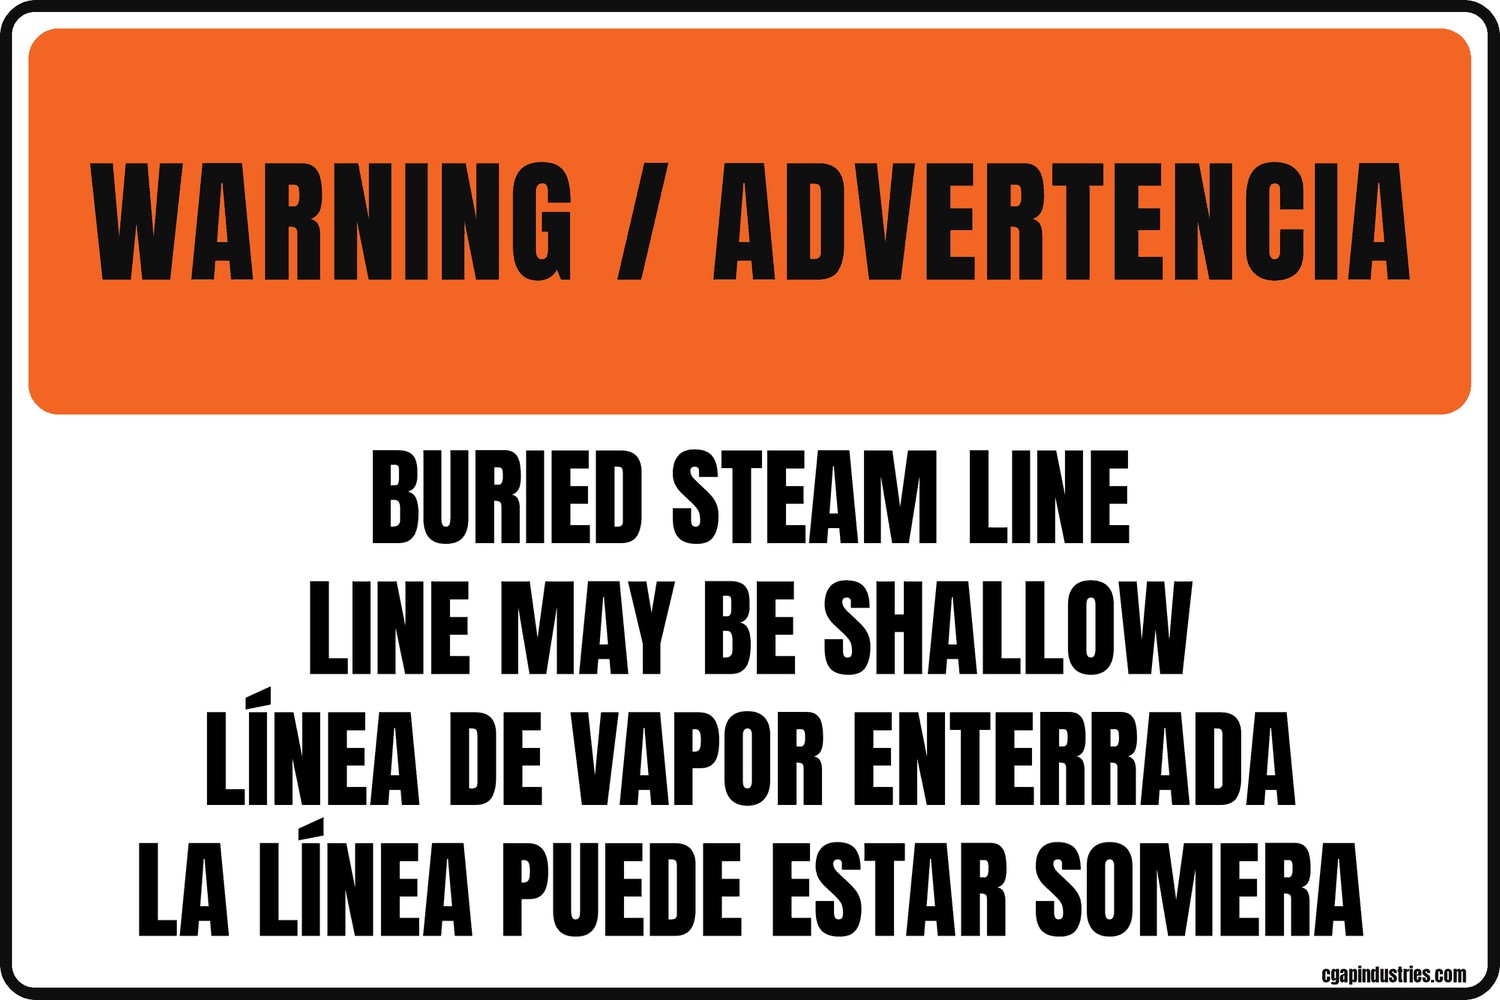 WARNING / ADVERTENCIA
BURIED STEAM LINE
LINE MAY BE SHALLOW
LÍNEA DE VAPOR ENTERRADA
LA LÍNEA PUEDE ESTAR SOMERA
cgapindustries.com